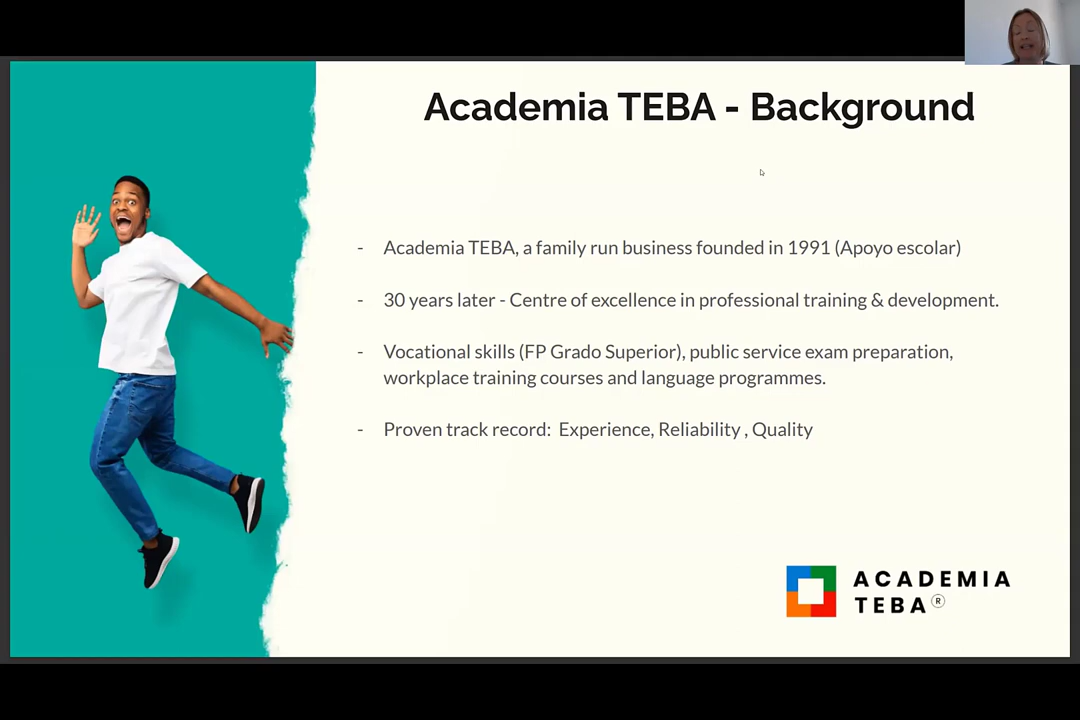 Academia TEBA - Background
- Academia TEBA, a family run business founded in 1991 (Apoyo escolar)
- 30 years later - Centre of excellence in professional training & development.
- Vocational skills (FP Grado Superior), public service exam preparation,
workplace training courses and language programmes.
- Proven track record: Experience, Reliability , Quality
ACADEMIA
TEBA®